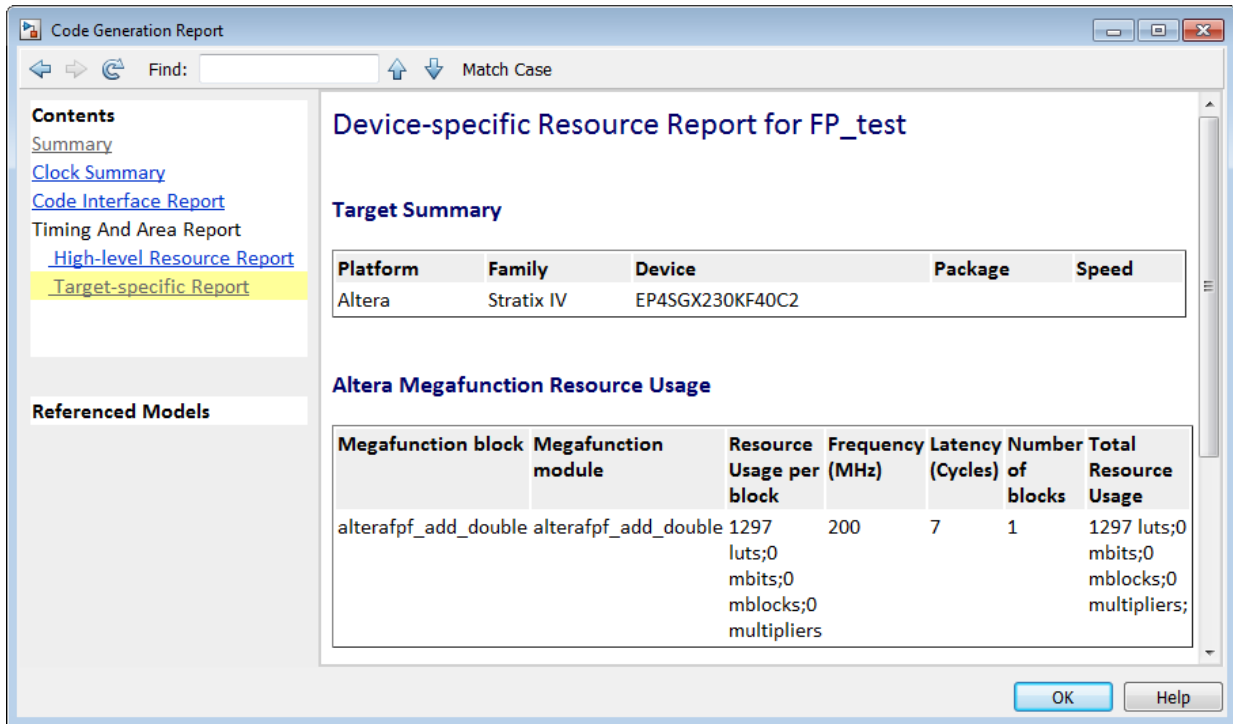 Code Generation Report
Find:
Match Case
Contents
Summary
Clock Summary
Code Interface Report
Timing And Area Report
High-level Resource Report
Target-specific Report
Referenced Models
Device-specific Resource Report for FP_test
Target Summary
Platform Family Device Package Speed
Altera Stratix IV EP4SGX230KF40C2
Altera Megafunction Resource Usage
Megafunction block Megafunction Resource Frequency Latency Number Total
module Usage per (MHz) (Cycles) of Resource
block blocks Usage
alterafpf_add_double alterafpf_add_double 1297 200 7 1 1297 luts;0
luts;0 mbits;0
mbits;0 mblocks;0
mblocks;0 multipliers;
multipliers
OK Help